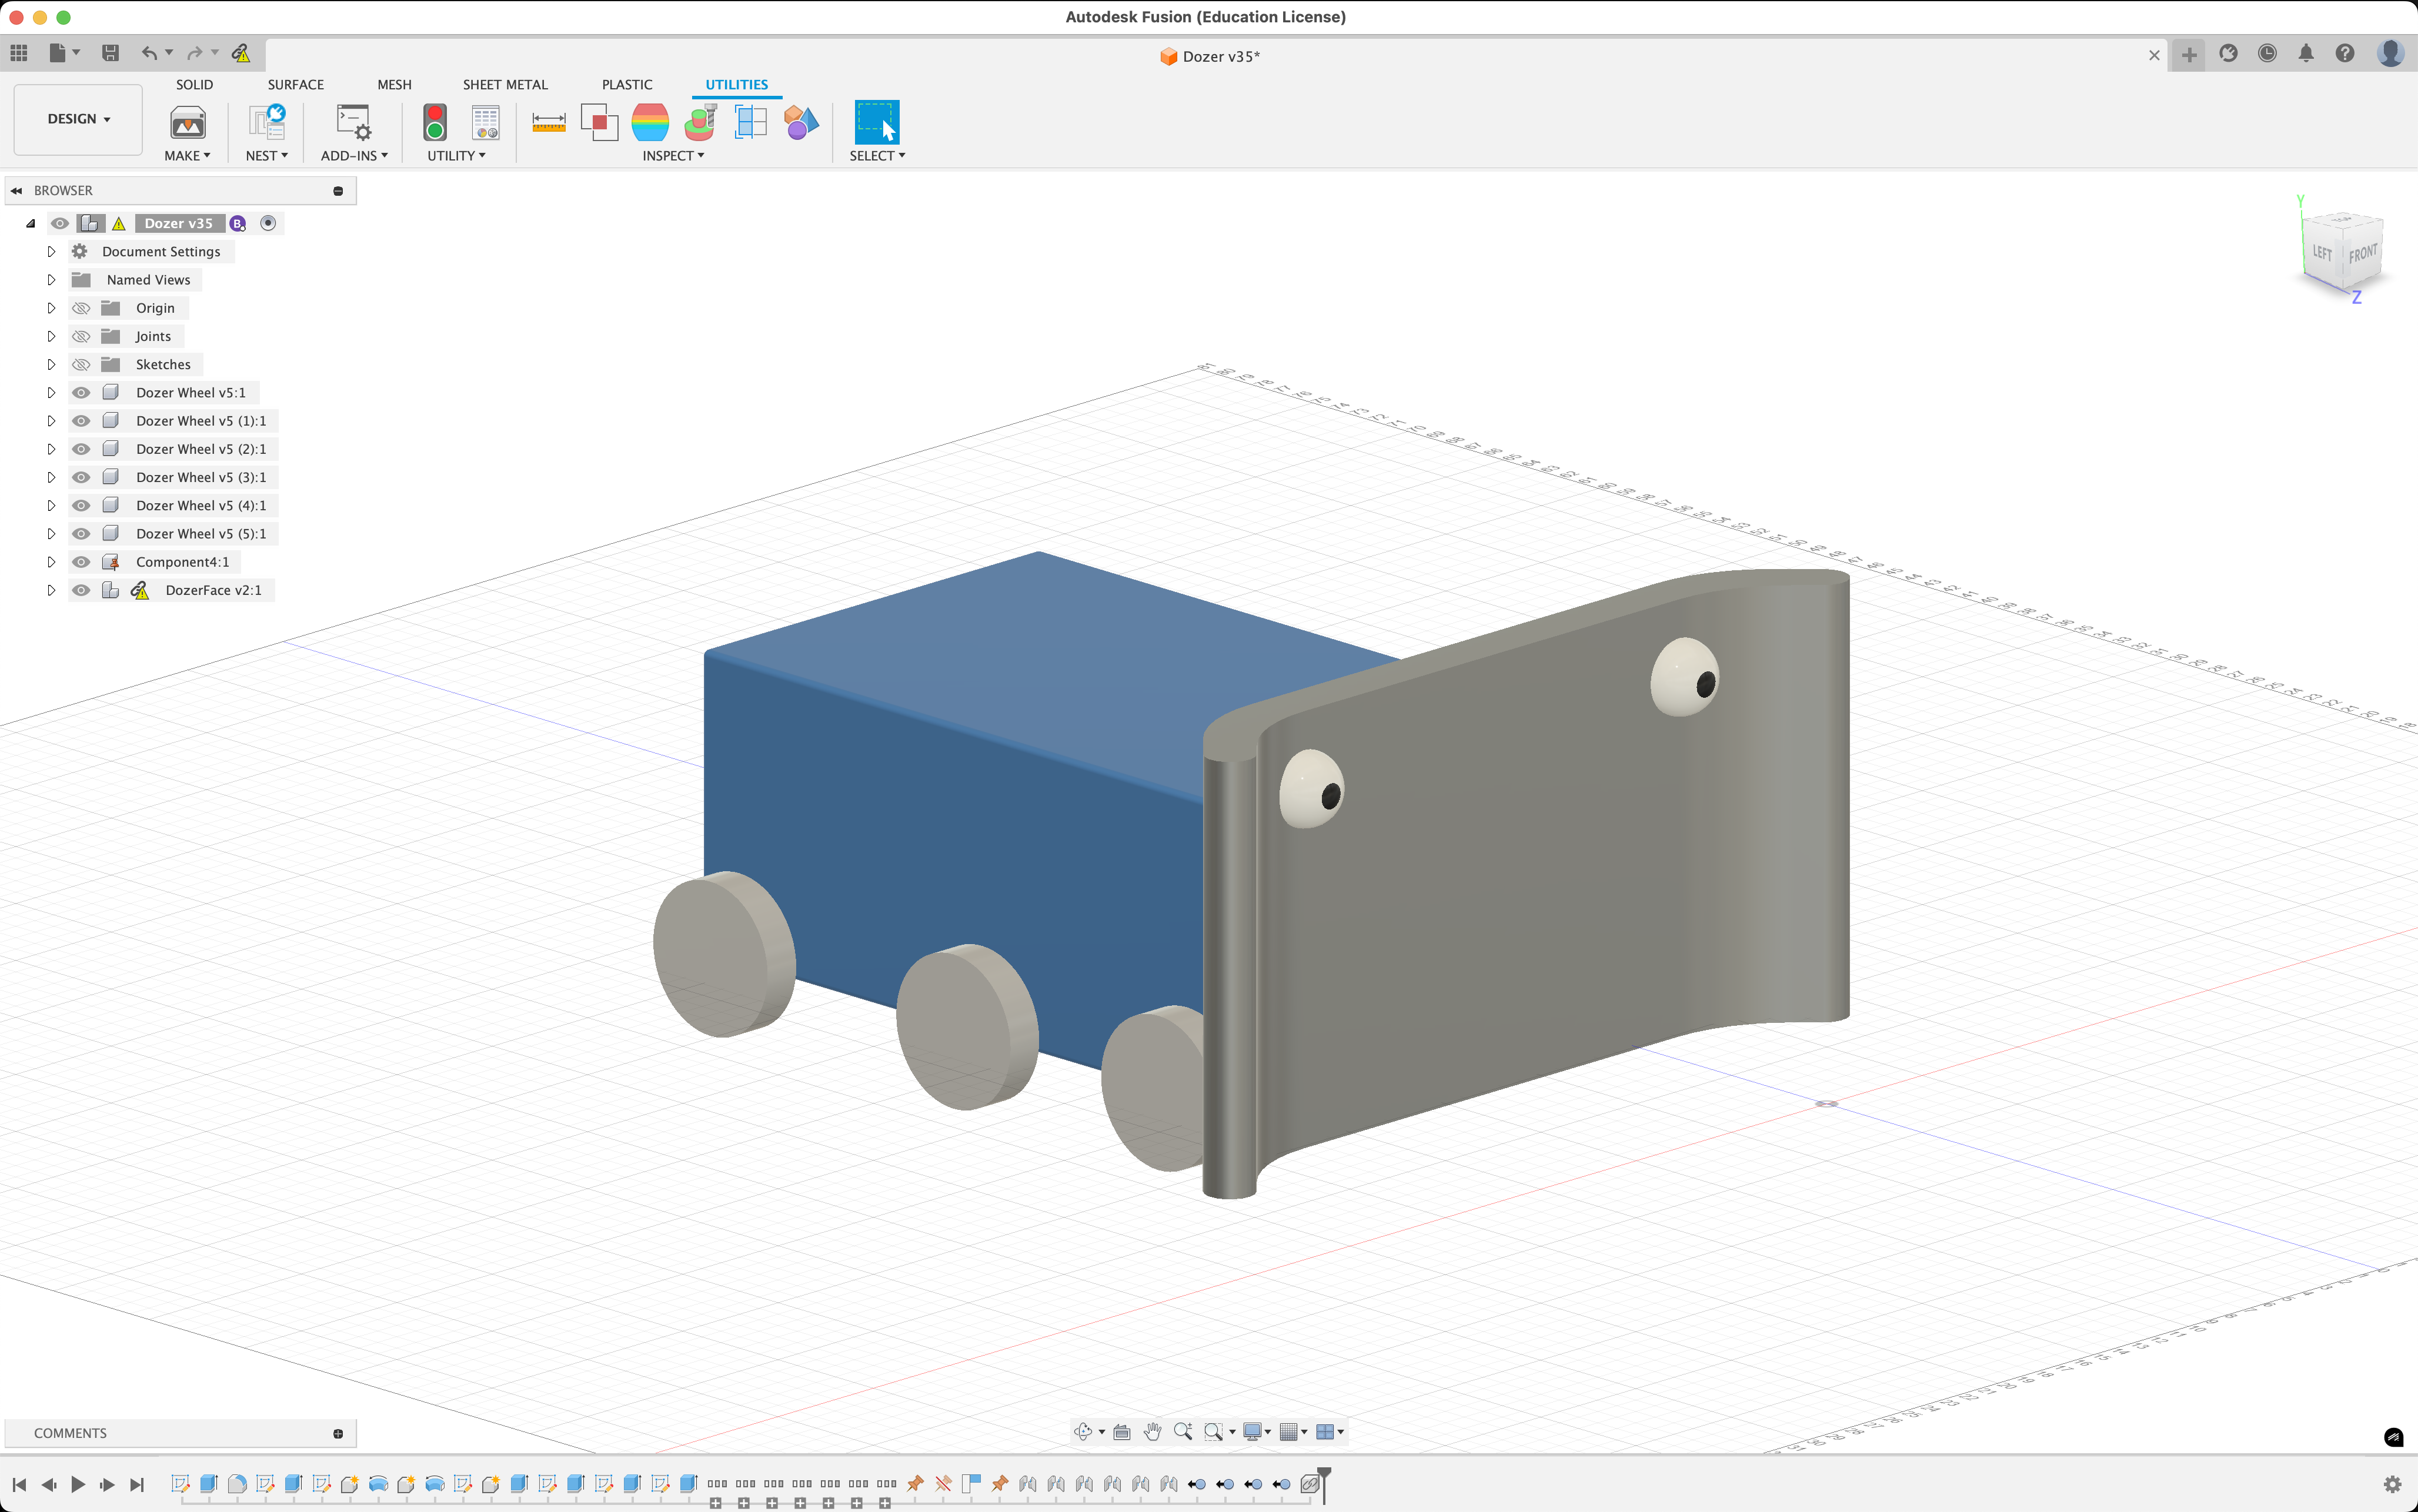 Autodesk Fusion (Education License)
Dozer v35*
SOLID SURFACE MESH SHEET METAL PLASTIC UTILITIES
DESIGN
MAKE NEST ADD-INS UTILITY INSPECT SELECT
BROWSER
Dozer v35 B
Document Settings
Named Views
Origin
Joints
Sketches
Dozer Wheel v5:1
Dozer Wheel v5 (1):1
Dozer Wheel v5 (2):1
Dozer Wheel v5 (3):1
Dozer Wheel v5 (4):1
Dozer Wheel v5 (5):1
Component4:1
DozerFace v2:1
Y
TOP
LEFT FRONT
Z
COMMENTS